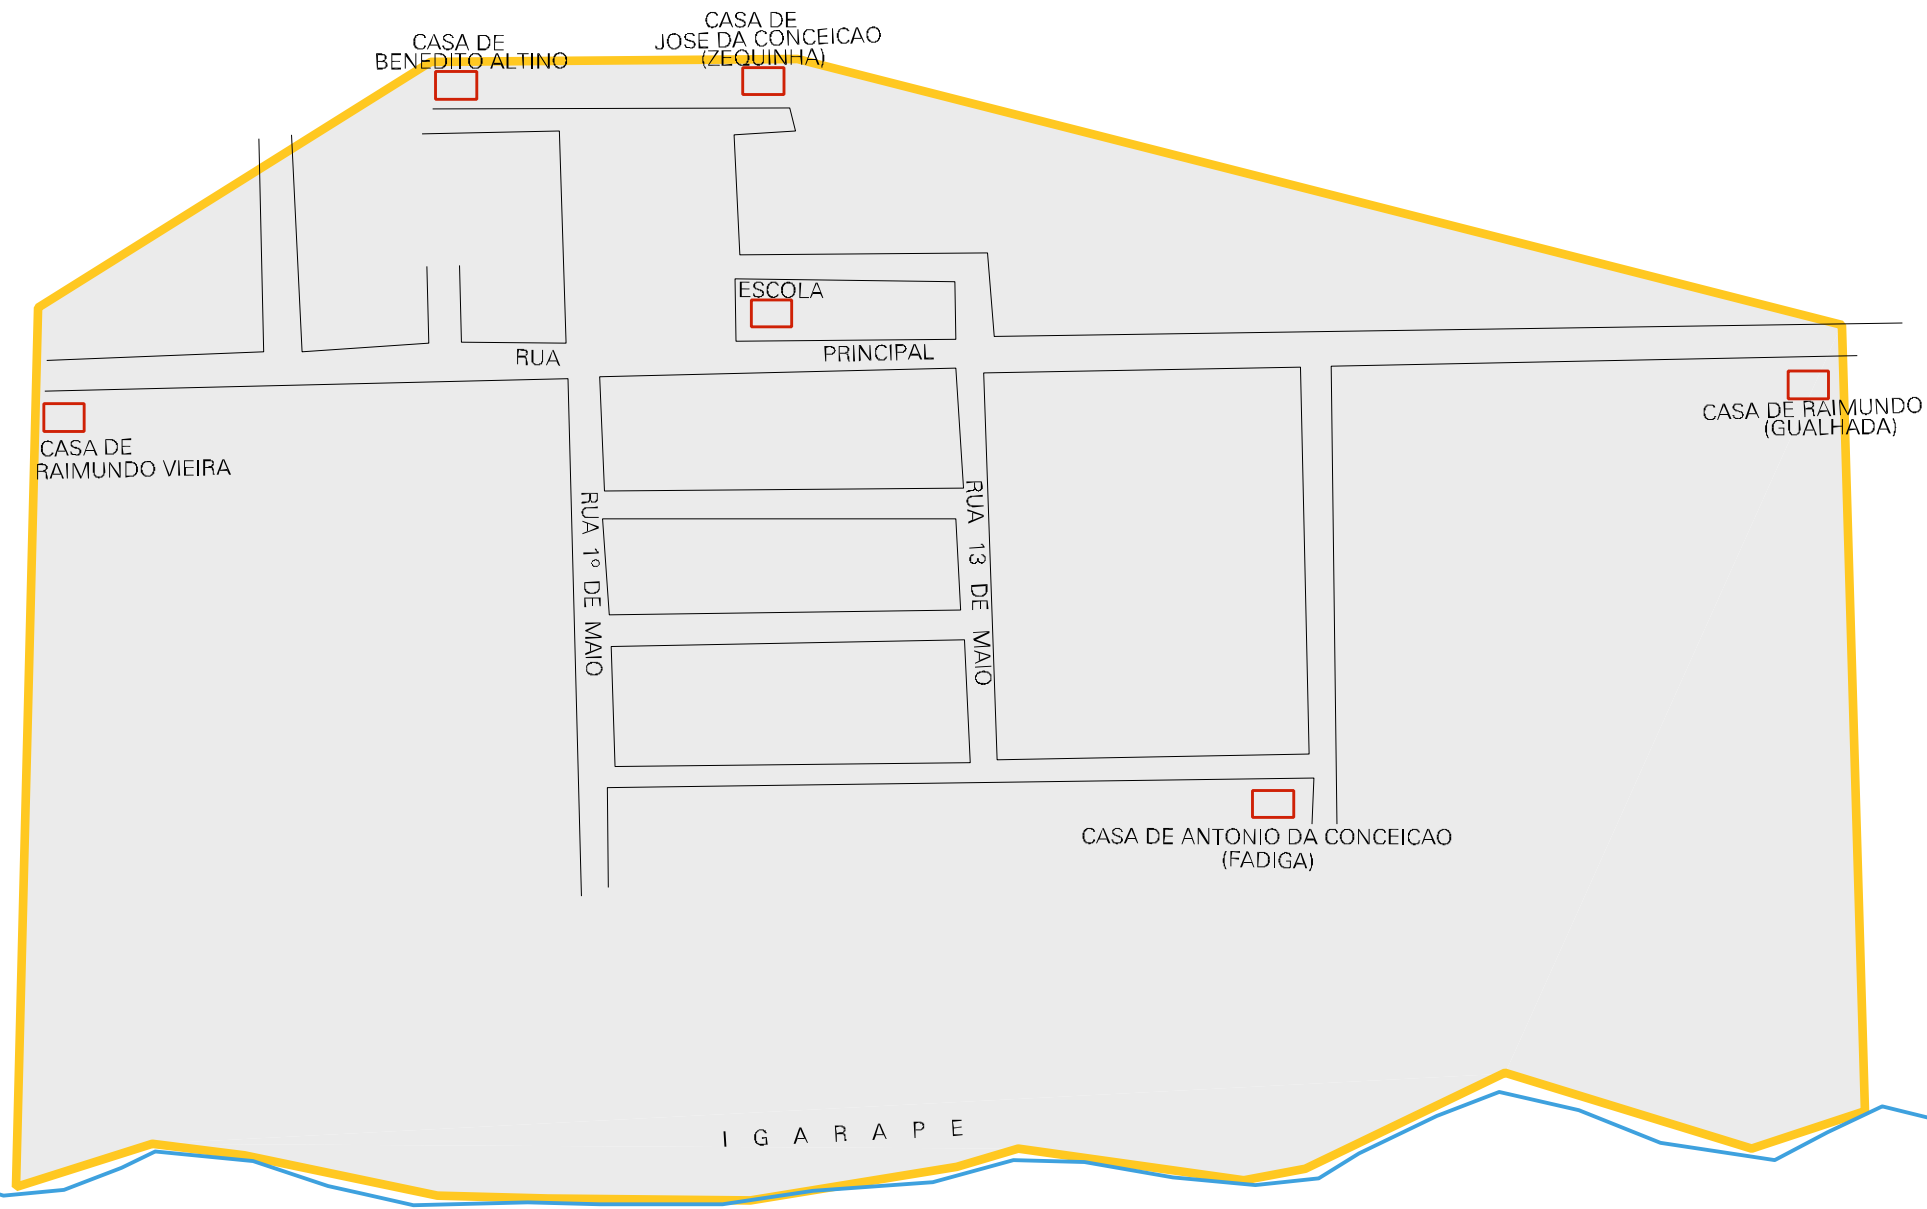 CASA DE
BENEDITO ALTINO
CASA DE
JOSE DA CONCEICAO
(ZEQUINHA)
ESCOLA
RUA PRINCIPAL
CASA DE
RAIMUNDO VIEIRA
CASA DE RAIMUNDO
(GUALHADA)
RUA 1º DE MAIO
RUA 13 DE MAIO
CASA DE ANTONIO DA CONCEICAO
(FADIGA)
IGARAPE